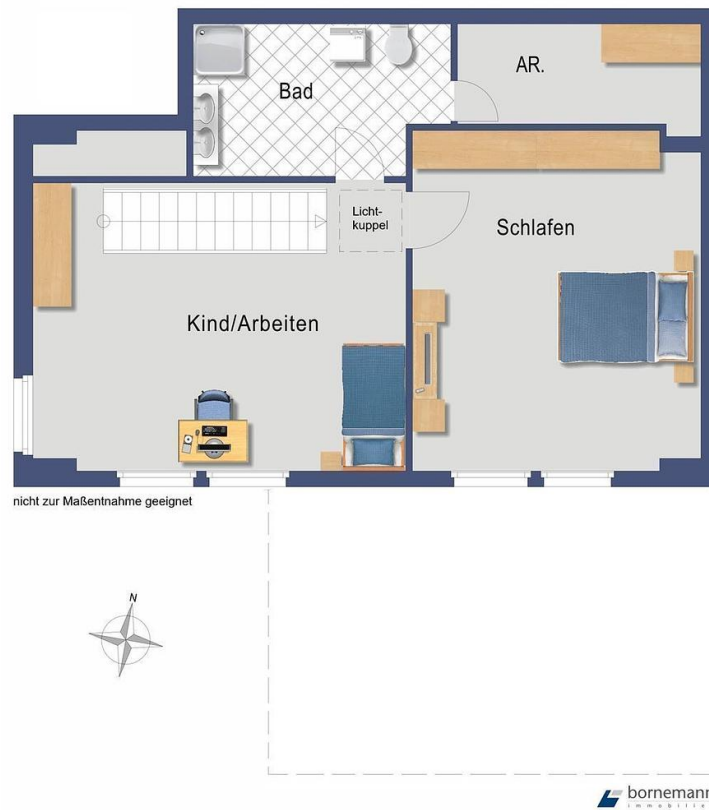 Bad
AR.
Licht-
kuppel
Schlafen
Kind/Arbeiten
nicht zur Maßentnahme geeignet
N
bornemann